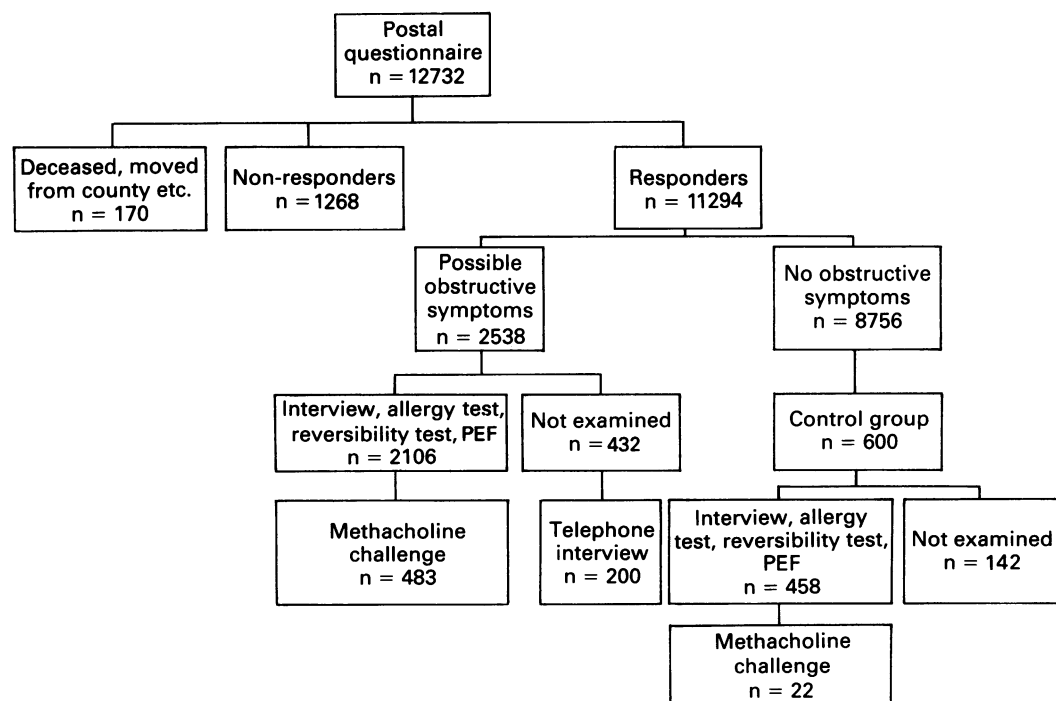 Postal
questionnaire
n = 12732
Deceased, moved
from county etc.
n = 170
Non-responders
n = 1268
Responders
n = 11294
Possible
obstructive
symptoms
n = 2538
No obstructive
symptoms
n = 8756
Interview, allergy test,
reversibility test, PEF
n = 2106
Not examined
n = 432
Control group
n = 600
Methacholine
challenge
n = 483
Telephone
interview
n = 200
Interview, allergy
test, reversibility test,
PEF
n = 458
Not examined
n = 142
Methacholine
challenge
n = 22